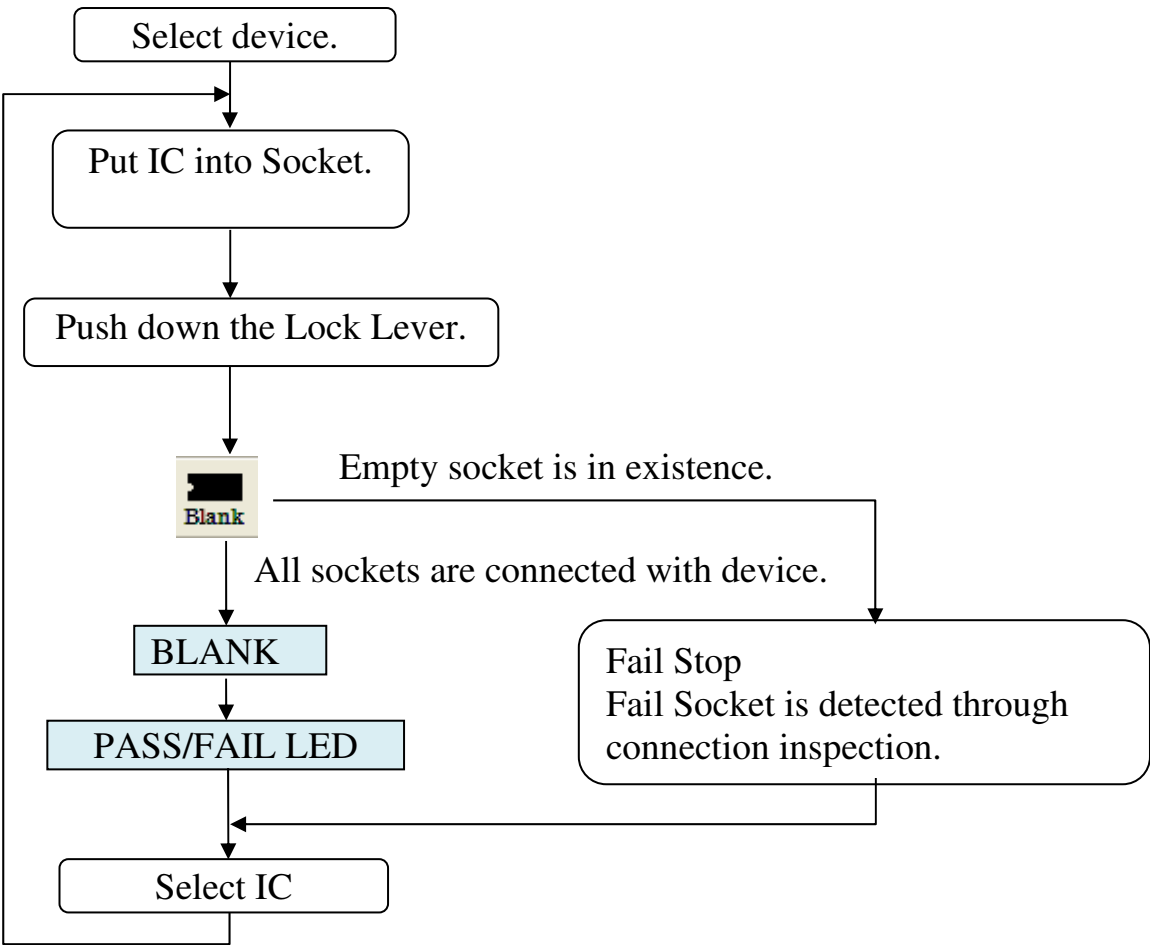 Select device.
Put IC into Socket.
Push down the Lock Lever.
Empty socket is in existence.
Blank
All sockets are connected with device.
BLANK
Fail Stop
Fail Socket is detected through
connection inspection.
PASS/FAIL LED
Select IC